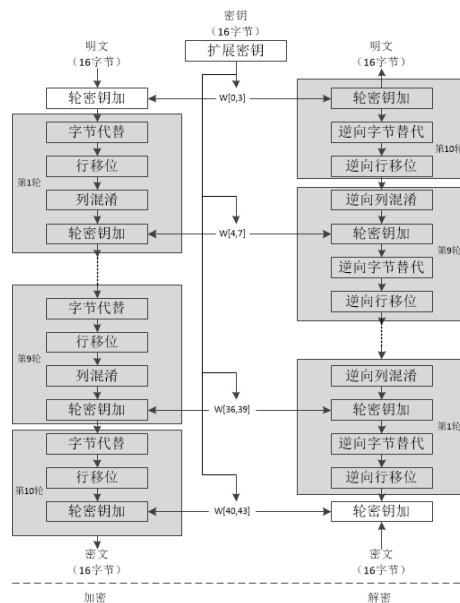 密钥
（16字节）
扩展密钥
明文
（16字节）
轮密钥加
字节代替
行移位
列混淆
轮密钥加
第1轮
字节代替
行移位
列混淆
轮密钥加
第9轮
字节代替
行移位
轮密钥加
第10轮
密文
（16字节）
加密
W[0,3]
W[4,7]
W[36,39]
W[40,43]
明文
（16字节）
轮密钥加
逆向字节替代
逆向行移位
第10轮
逆向列混淆
轮密钥加
逆向字节替代
逆向行移位
第9轮
逆向列混淆
轮密钥加
逆向字节替代
逆向行移位
第1轮
轮密钥加
密文
（16字节）
解密